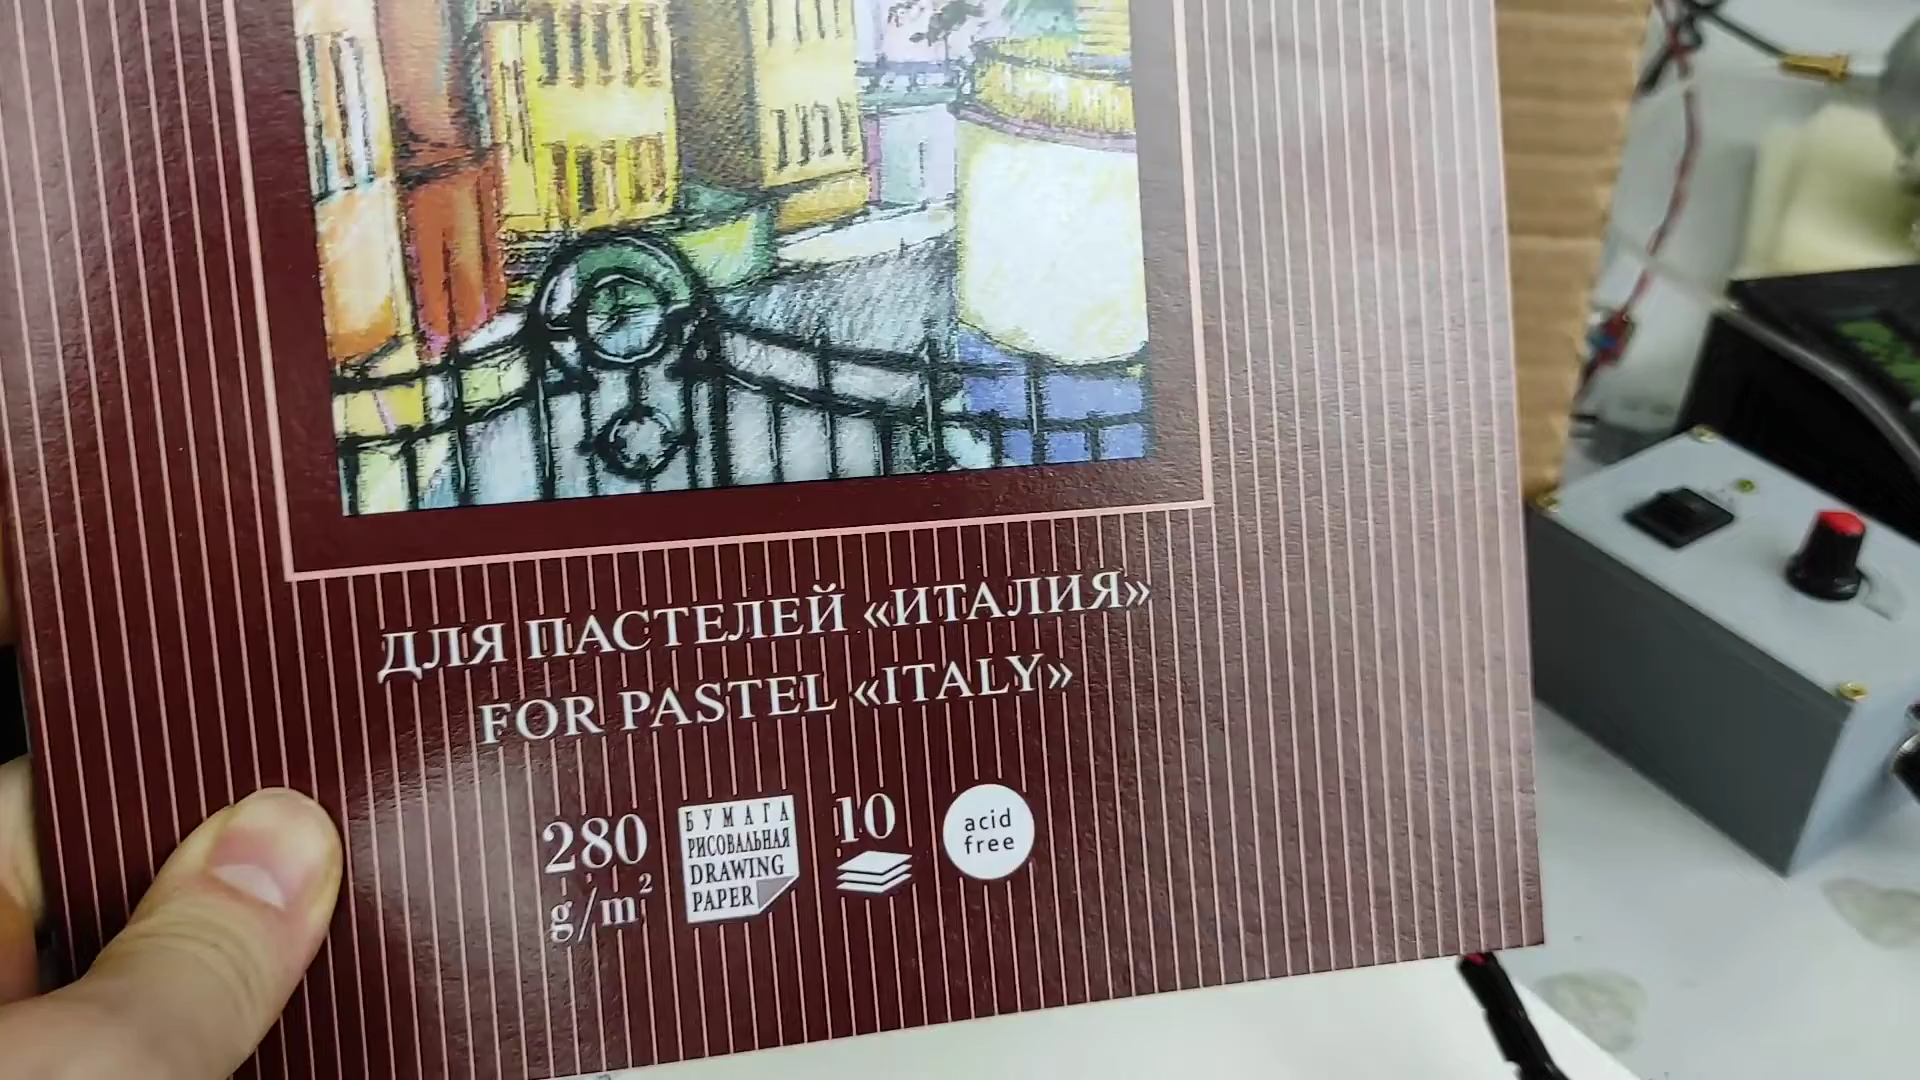 ДЛЯ ПАСТЕЛЕЙ «ИТАЛИЯ»
FOR PASTEL «ITALY»
280
g/m²
БУМАГА
РИСОВАЛЬНАЯ
DRAWING
PAPER
10
acid
free